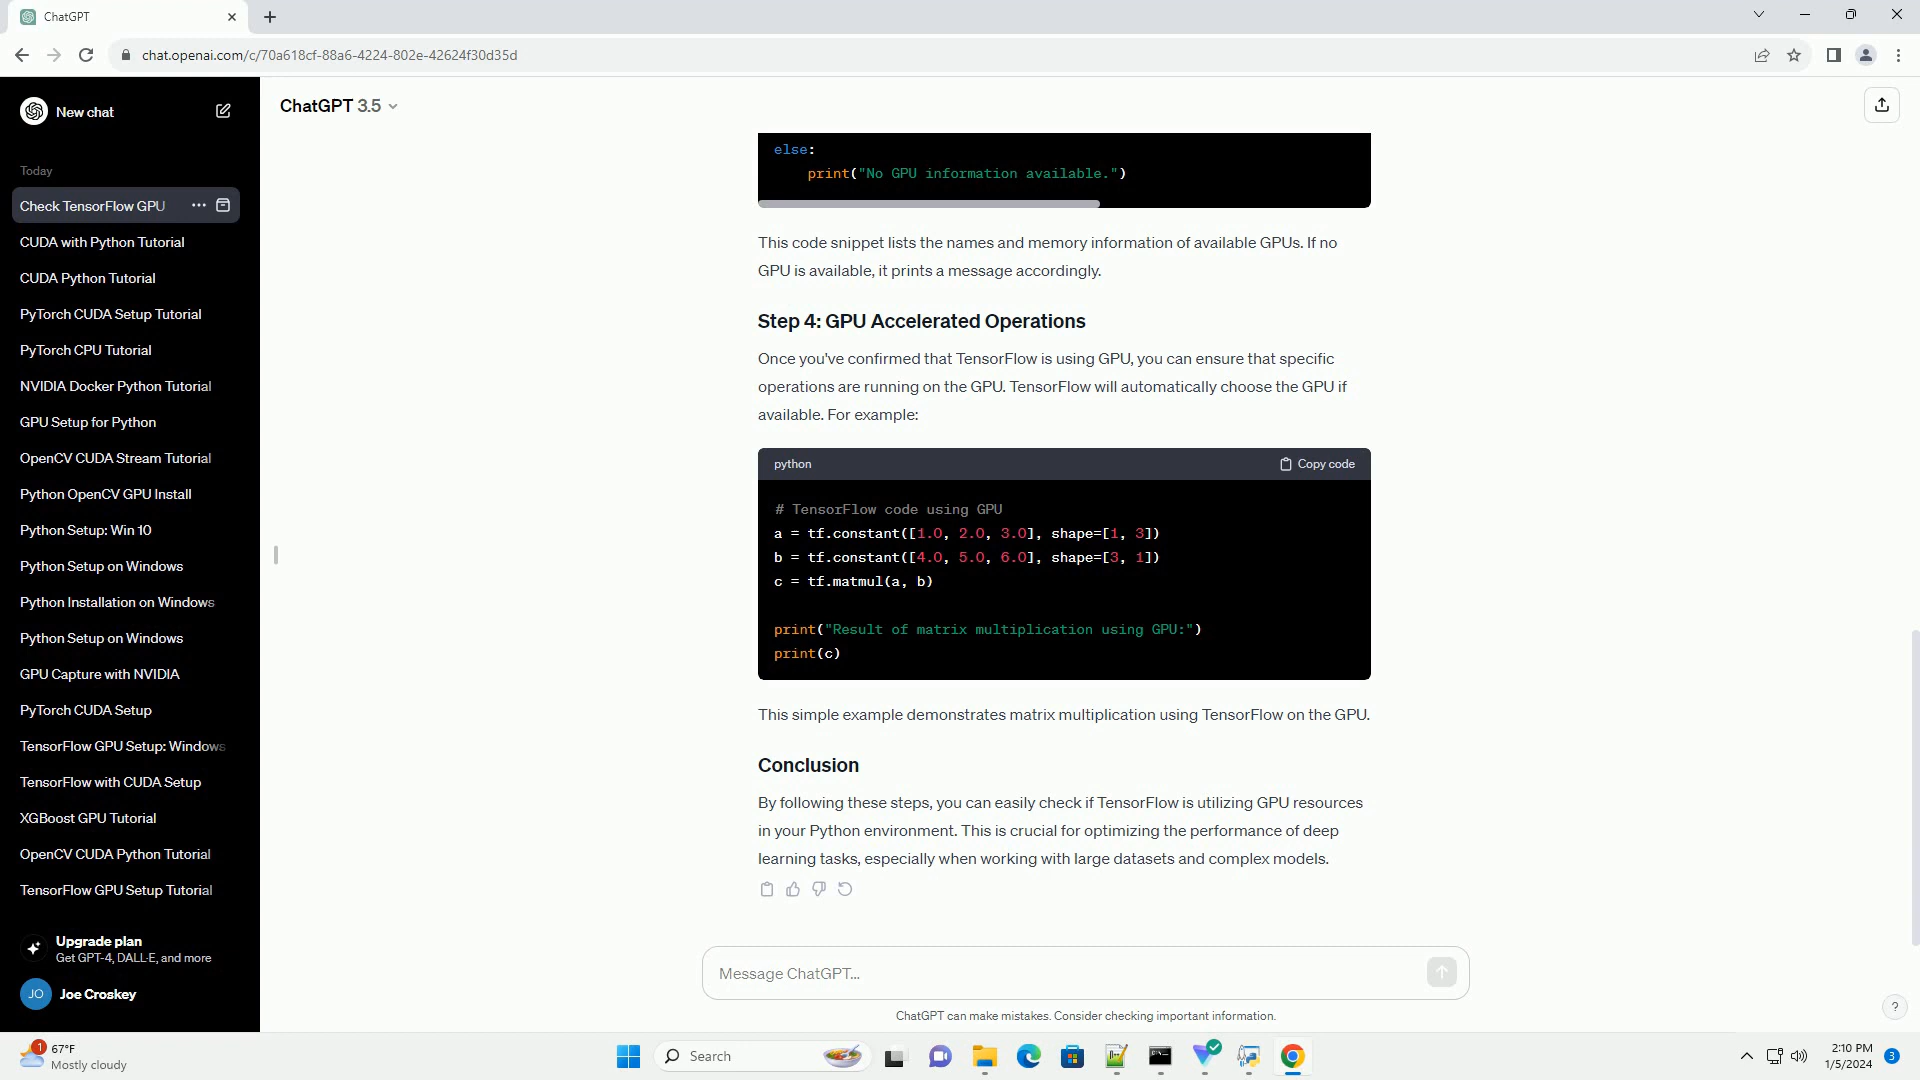 ChatGPT
chat.openai.com/c/70a618cf-88a6-4224-802e-42624f30d35d
New chat
Today
Check TensorFlow GPU
CUDA with Python Tutorial
CUDA Python Tutorial
PyTorch CUDA Setup Tutorial
PyTorch CPU Tutorial
NVIDIA Docker Python Tutorial
GPU Setup for Python
OpenCV CUDA Stream Tutorial
Python OpenCV GPU Install
Python Setup: Win 10
Python Setup on Windows
Python Installation on Windows
Python Setup on Windows
GPU Capture with NVIDIA
PyTorch CUDA Setup
TensorFlow GPU Setup: Windows
TensorFlow with CUDA Setup
XGBoost GPU Tutorial
OpenCV CUDA Python Tutorial
TensorFlow GPU Setup Tutorial
Upgrade plan
Get GPT-4, DALL·E, and more
JO Joe Croskey
ChatGPT 3.5
else:
print("No GPU information available.")
This code snippet lists the names and memory information of available GPUs. If no
GPU is available, it prints a message accordingly.
Step 4: GPU Accelerated Operations
Once you've confirmed that TensorFlow is using GPU, you can ensure that specific
operations are running on the GPU. TensorFlow will automatically choose the GPU if
available. For example:
python Copy code
# TensorFlow code using GPU
a = tf.constant([1.0, 2.0, 3.0], shape=[1, 3])
b = tf.constant([4.0, 5.0, 6.0], shape=[3, 1])
c = tf.matmul(a, b)
print("Result of matrix multiplication using GPU:")
print(c)
This simple example demonstrates matrix multiplication using TensorFlow on the GPU.
Conclusion
By following these steps, you can easily check if TensorFlow is utilizing GPU resources
in your Python environment. This is crucial for optimizing the performance of deep
learning tasks, especially when working with large datasets and complex models.
Message ChatGPT...
ChatGPT can make mistakes. Consider checking important information.
?
1
67°F
Mostly cloudy
Search
2:10 PM
1/5/2024
3